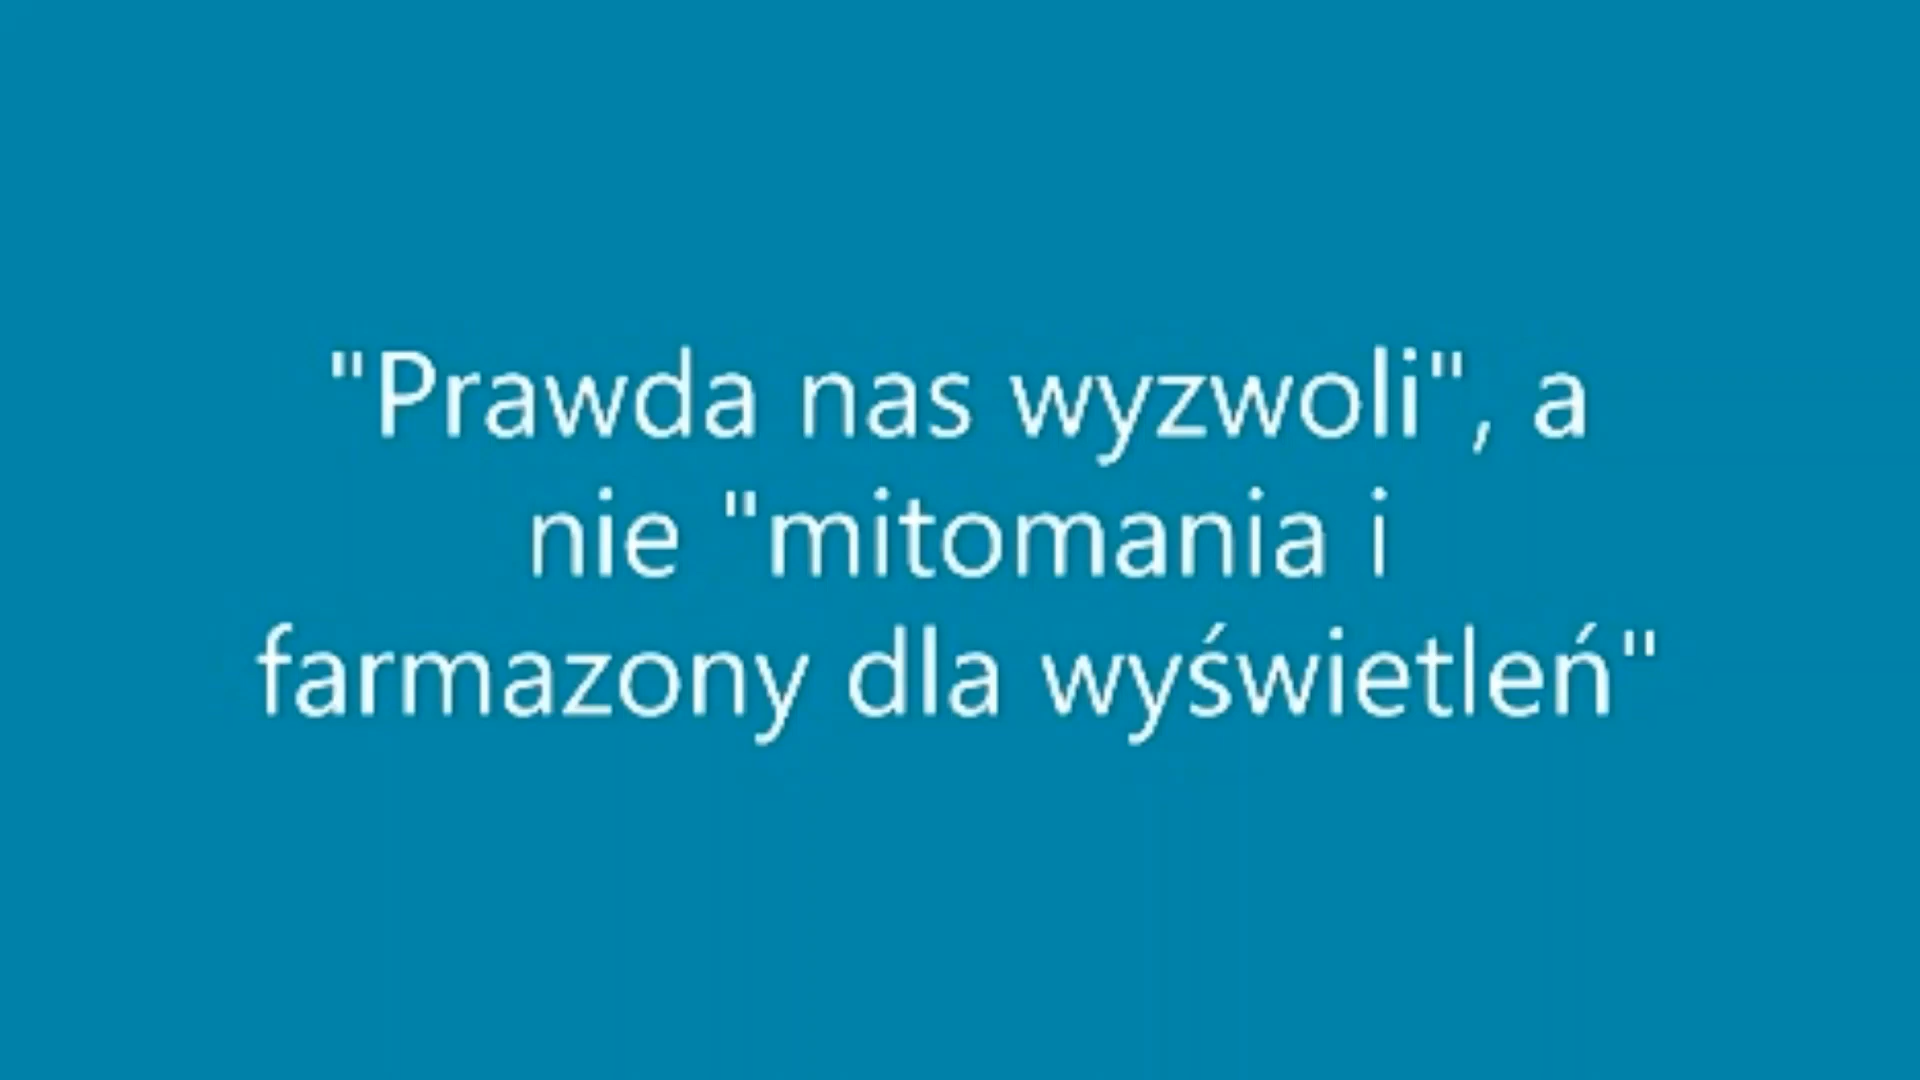 "Prawda nas wyzwoli", a
nie "mitomania i
farmazony dla wyświetleń"